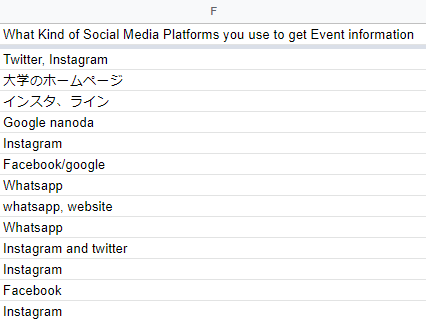 F
What Kind of Social Media Platforms you use to get Event information
Twitter, Instagram
大学のホームページ
インスタ、ライン
Google nanoda
Instagram
Facebook/google
Whatsapp
whatsapp, website
Whatsapp
Instagram and twitter
Instagram
Facebook
Instagram